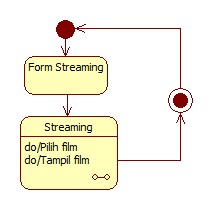 Form Streaming
Streaming
do/Pilih film
do/Tampil film